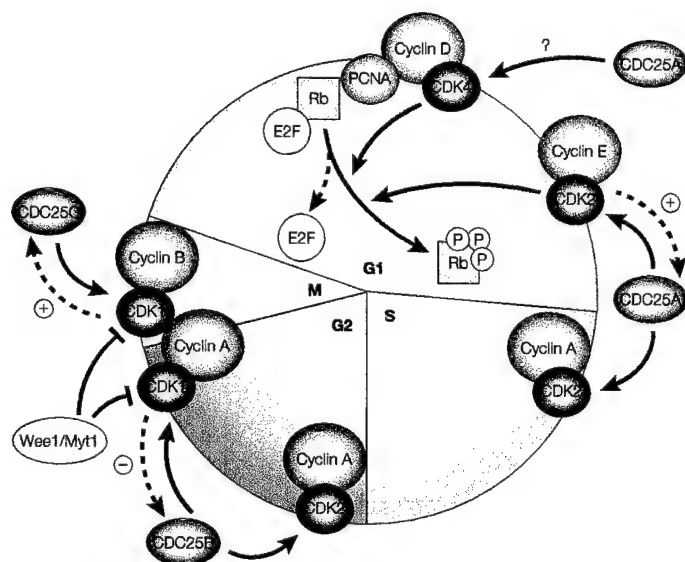 Cyclin D
?
CDC25A
PCNA
CDK4
Rb
E2F
Cyclin E
CDK2
+
CDC25C
E2F
P
P
P
Rb
Cyclin B
G1
CDK1
M
+
CDC25A
G2
S
Cyclin A
CDK1
Cyclin A
CDK2
Wee1/Myt1
Cyclin A
−
CDK2
CDC25B